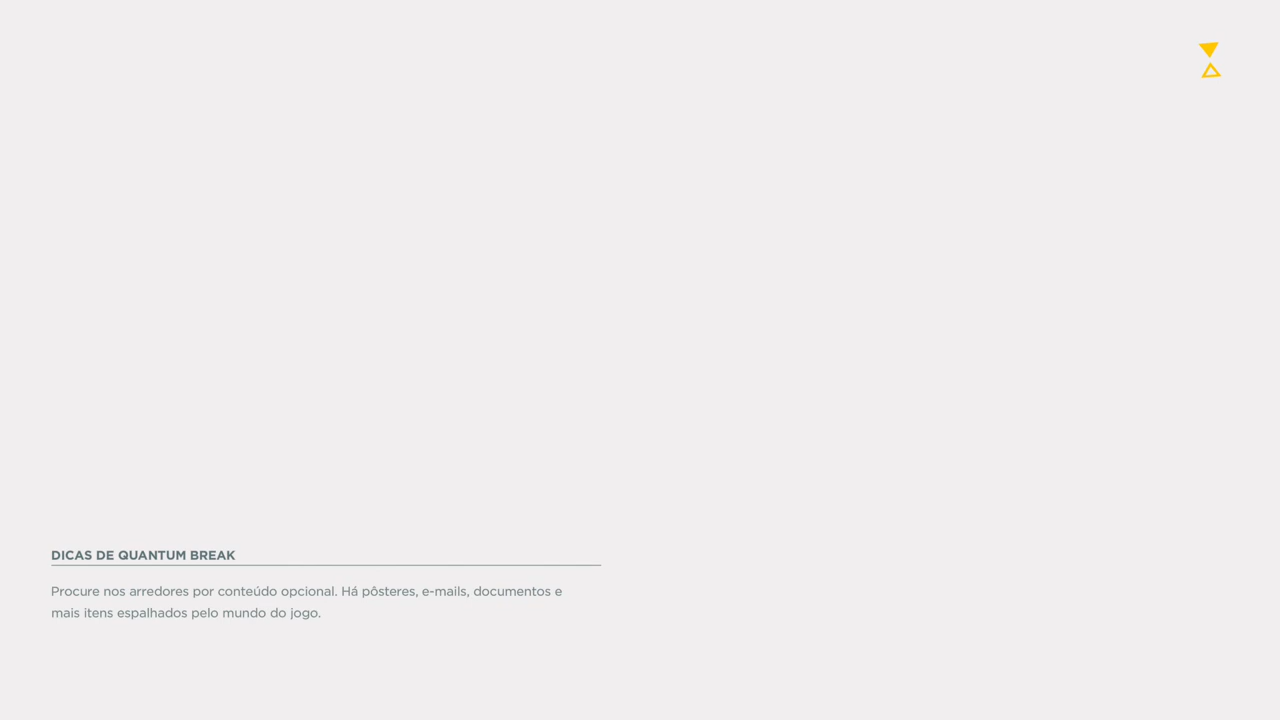 DICAS DE QUANTUM BREAK
Procure nos arredores por conteúdo opcional. Há pôsteres, e-mails, documentos e
mais itens espalhados pelo mundo do jogo.